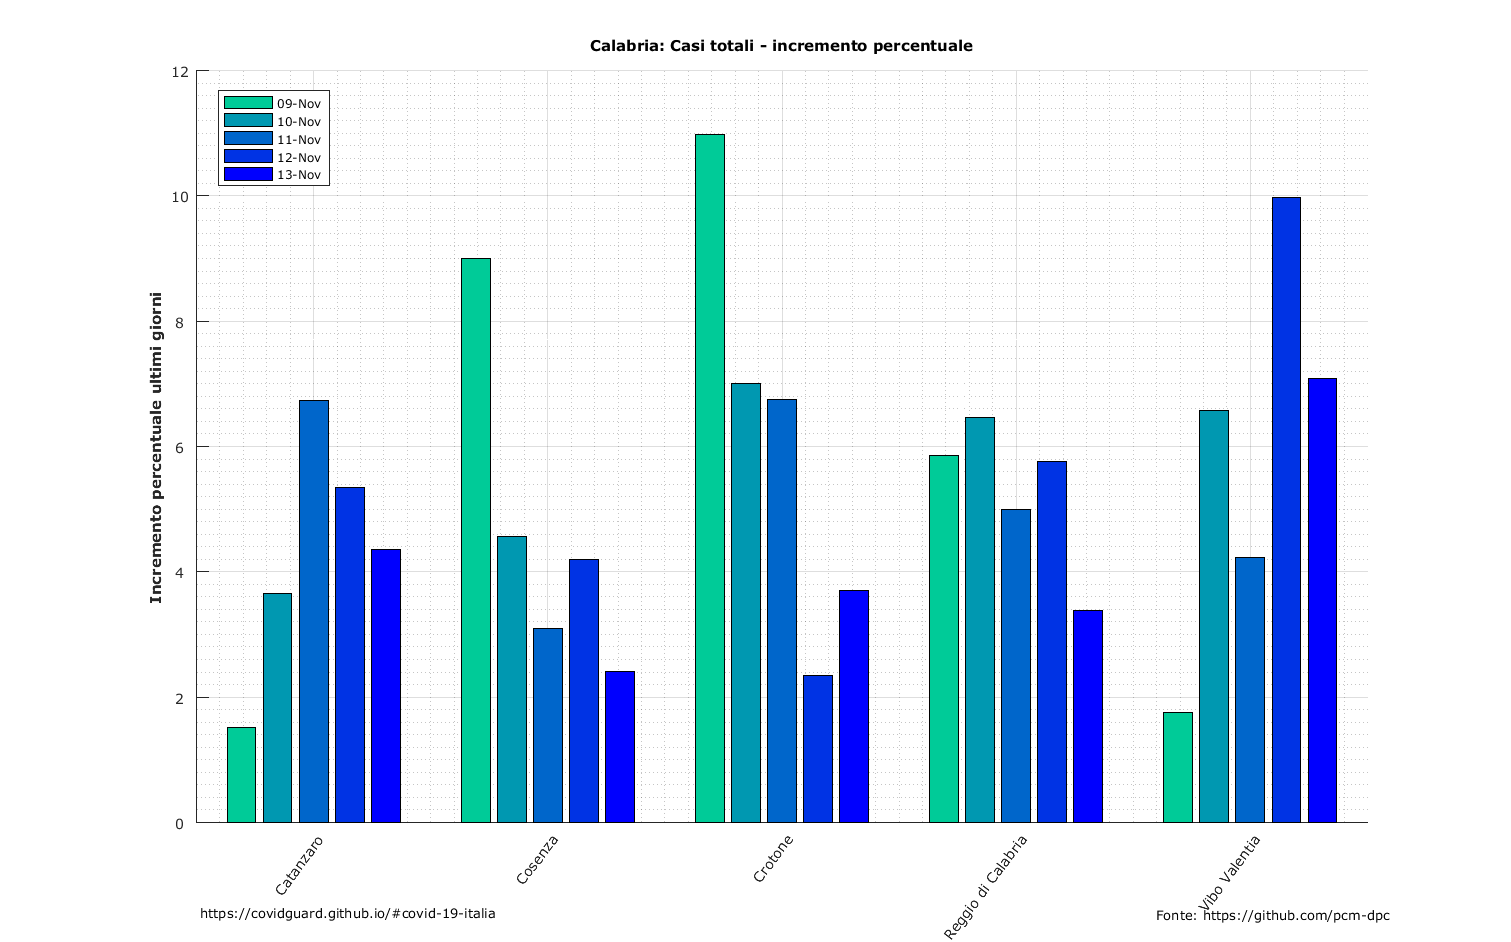 Calabria: Casi totali - incremento percentuale
Incremento percentuale ultimi giorni
12
10
8
6
4
2
0
09-Nov
10-Nov
11-Nov
12-Nov
13-Nov
Catanzaro
Cosenza
Crotone
Reggio di Calabria
Vibo Valentia
https://covidguard.github.io/#covid-19-italia
Fonte: https://github.com/pcm-dpc